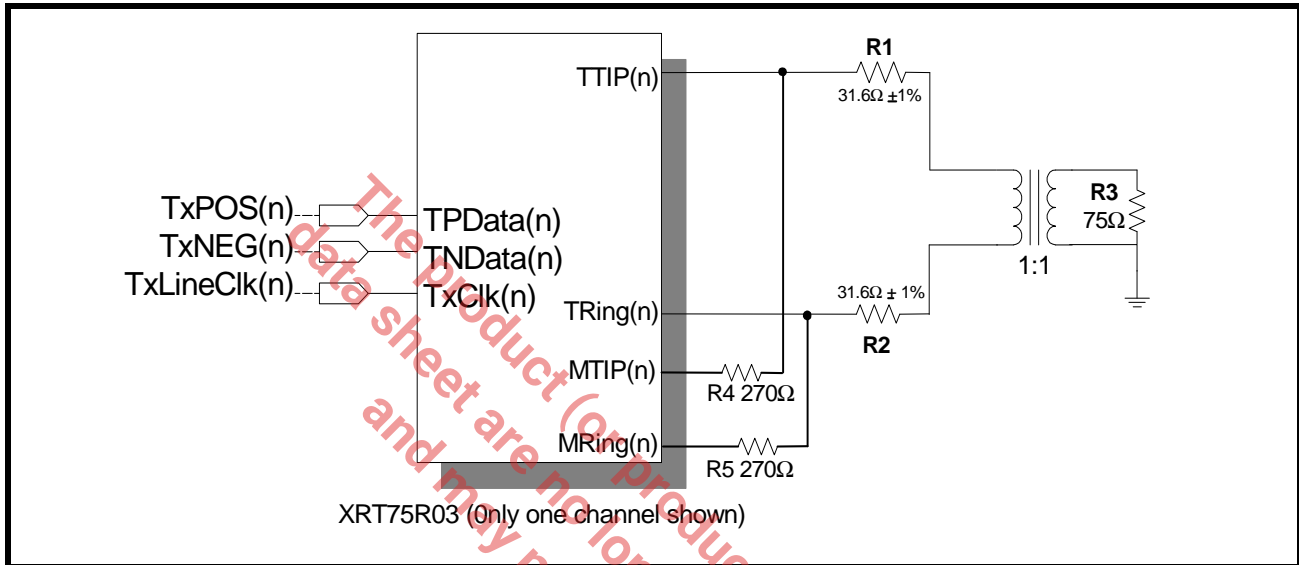 R1
TTIP(n)
31.6Ω ±1%
TxPOS(n)
TPData(n)
TxNEG(n)
TNData(n)
TxLineClk(n)
TxClk(n)
R3
75Ω
1:1
31.6Ω ± 1%
TRing(n)
R2
MTIP(n)
R4 270Ω
MRing(n)
R5 270Ω
XRT75R03 (0nly one channel shown)
The product (or produc
data sheet are no lon
and may n